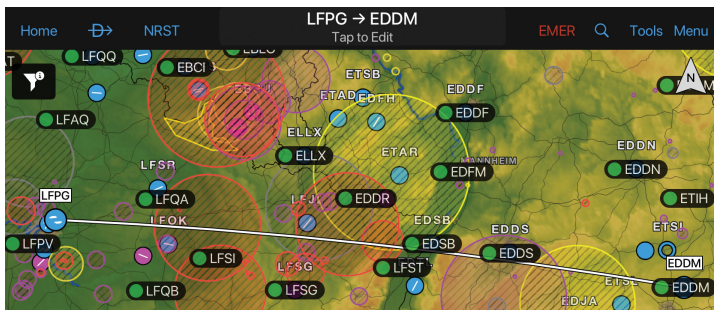 Home
D
NRST
LFPG → EDDM
Tap to Edit
EMER
Tools
Menu
AT
LFQQ
EBCI
ETSB
N
LFAQ
ETAD
EDFH
EDDF
EDDF
ELLX
ELLX
ETAR
MANNHEIM
EDFM
EDDN
EDDN
LFSR
LFQA
EDDR
ETIH
LFPG
LFOK
EDSB
EDSB
EDDS
EDDS
ETSI
LFPV
LFSI
LFSG
LFSG
LFST
EDDM
EDDM
LFQB
EDJA